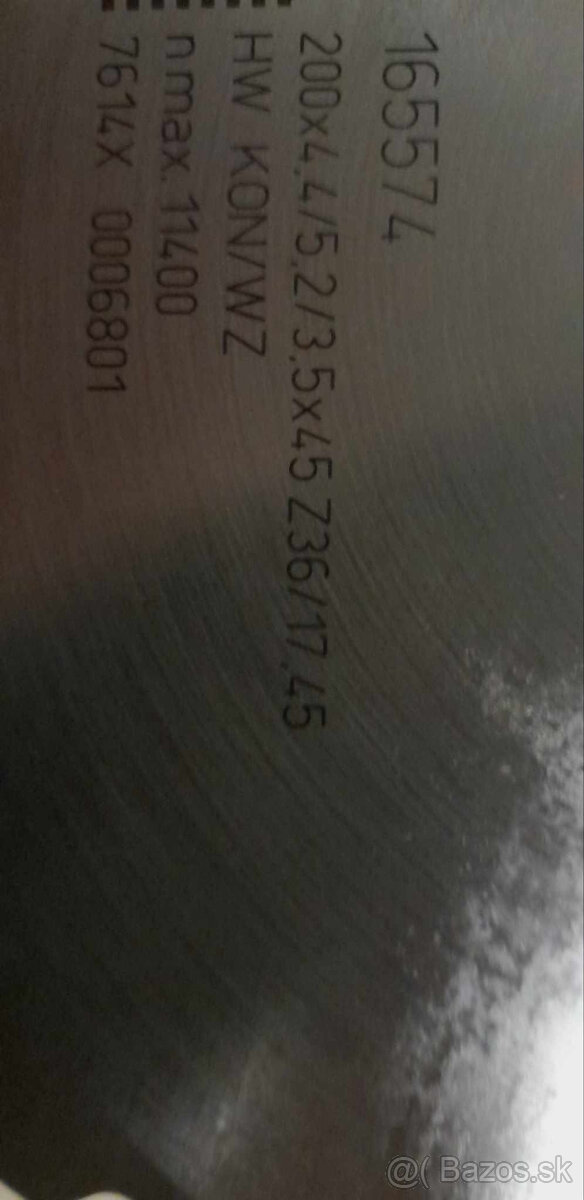 165574
200x4.4/5.2/3.5x45 Z36/17.45
HW KON/WZ
n max. 11400
7614X 0006801
@( Bazos.sk